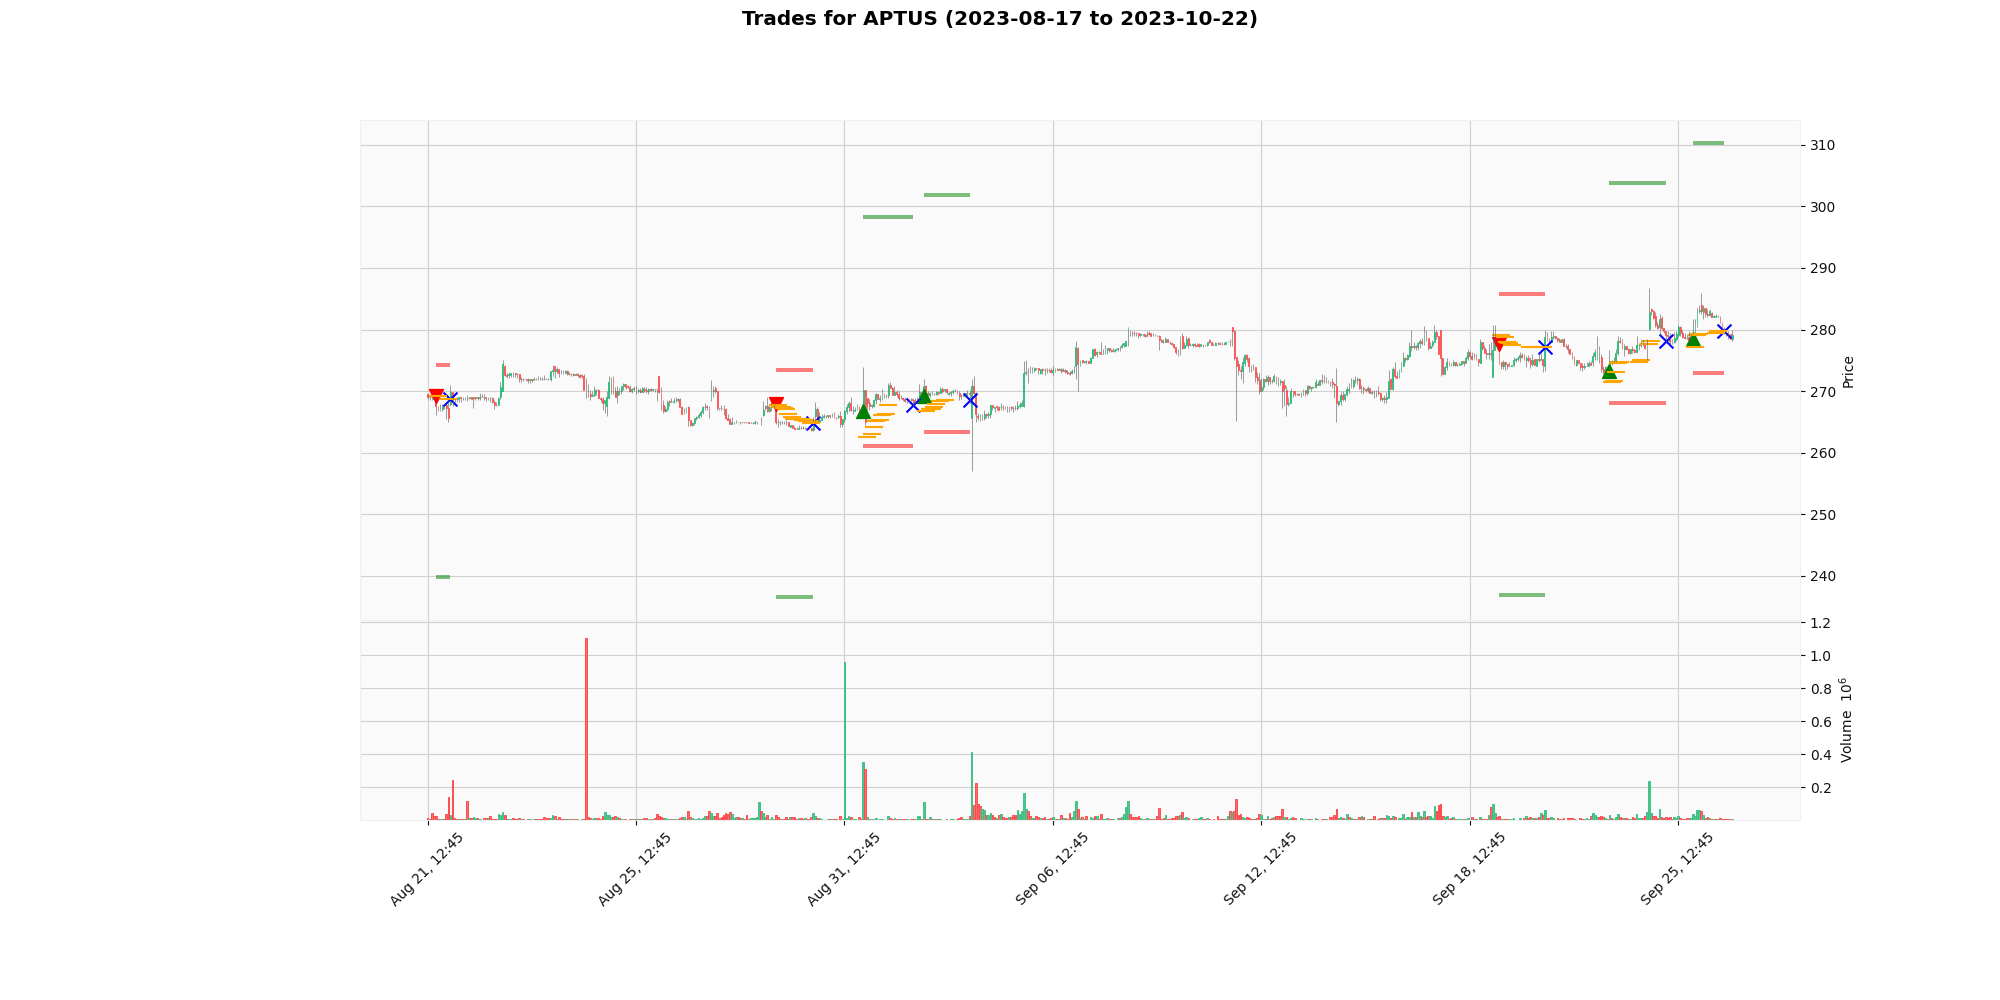 Trades for APTUS (2023-08-17 to 2023-10-22)
310
300
290
280
270
260
250
240
Price
1.2
1.0
0.8
0.6
0.4
0.2
Volume 10^6
Aug 21, 12:45
Aug 25, 12:45
Aug 31, 12:45
Sep 06, 12:45
Sep 12, 12:45
Sep 18, 12:45
Sep 25, 12:45